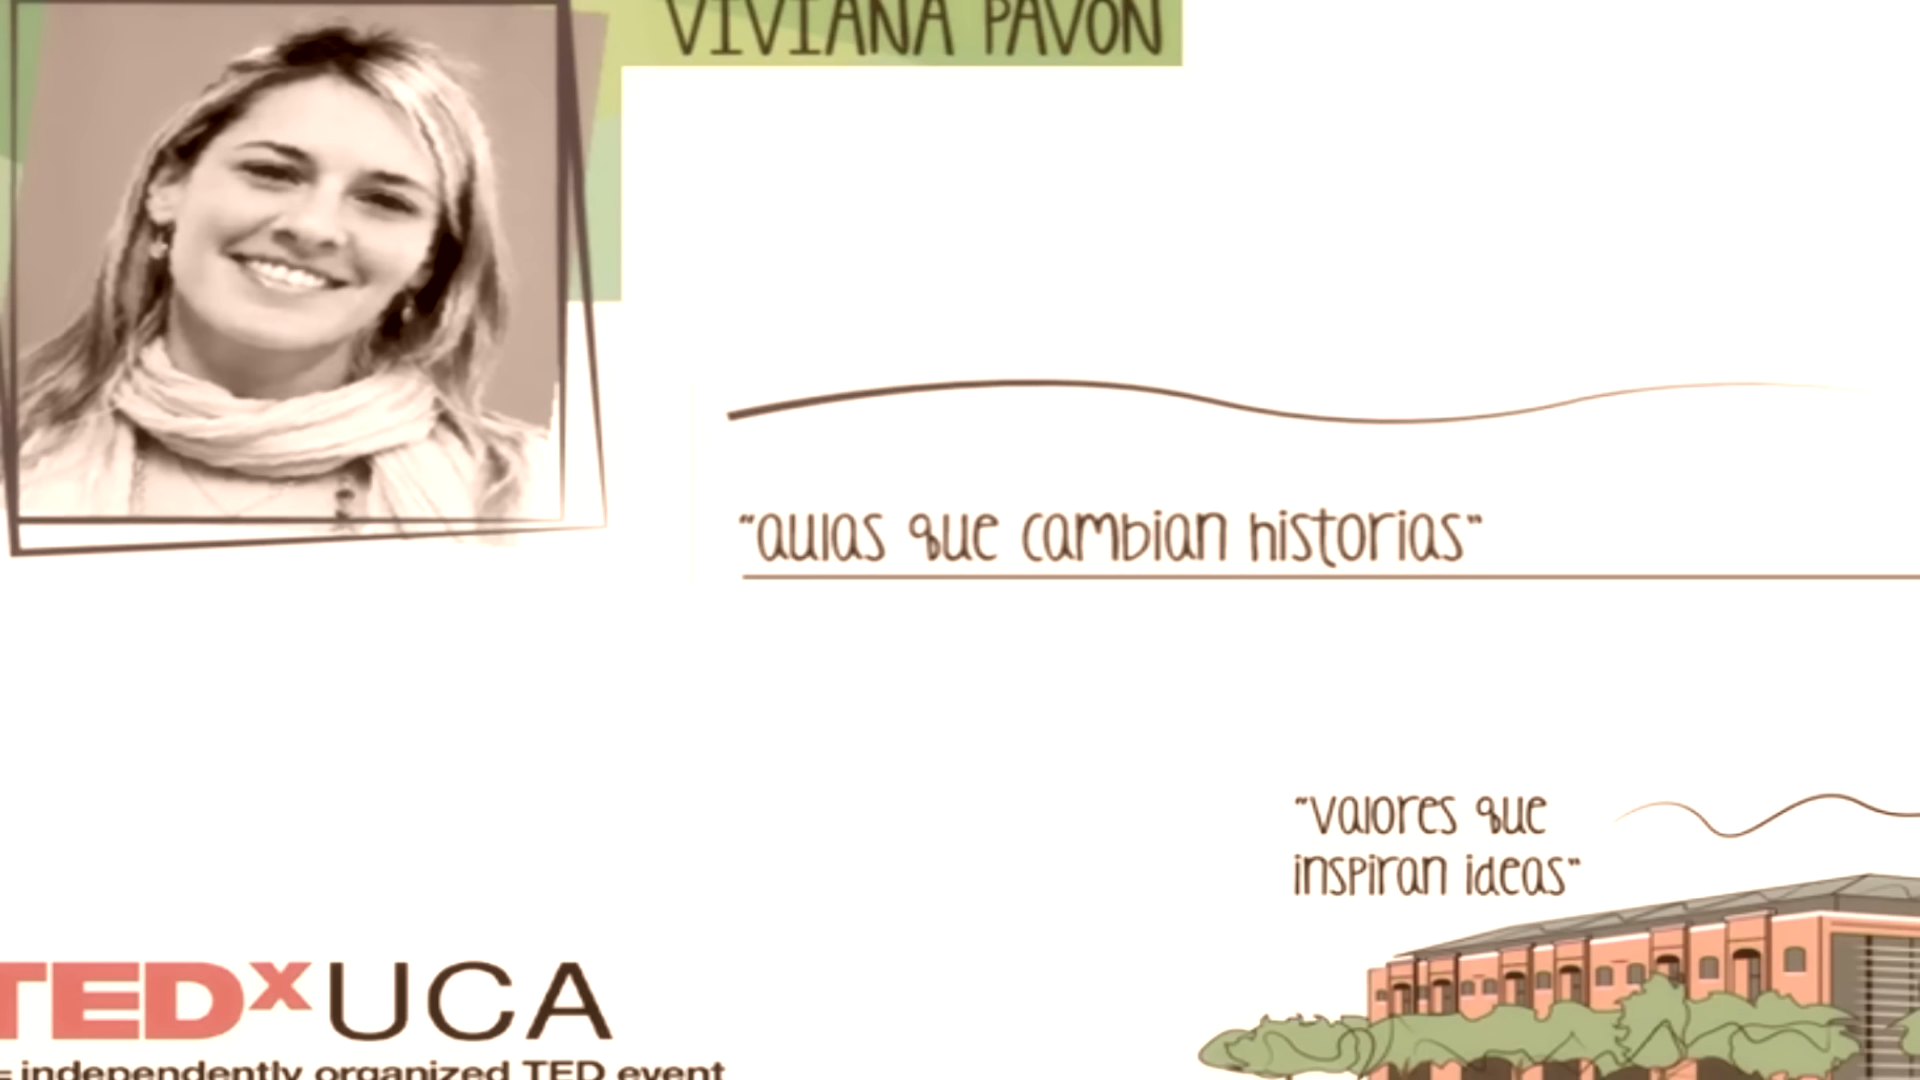 VIVIANA PAVON
"aulas que cambian historias"
"valores que
inspiran ideas"
TEDxUCA
= independently organized TED event